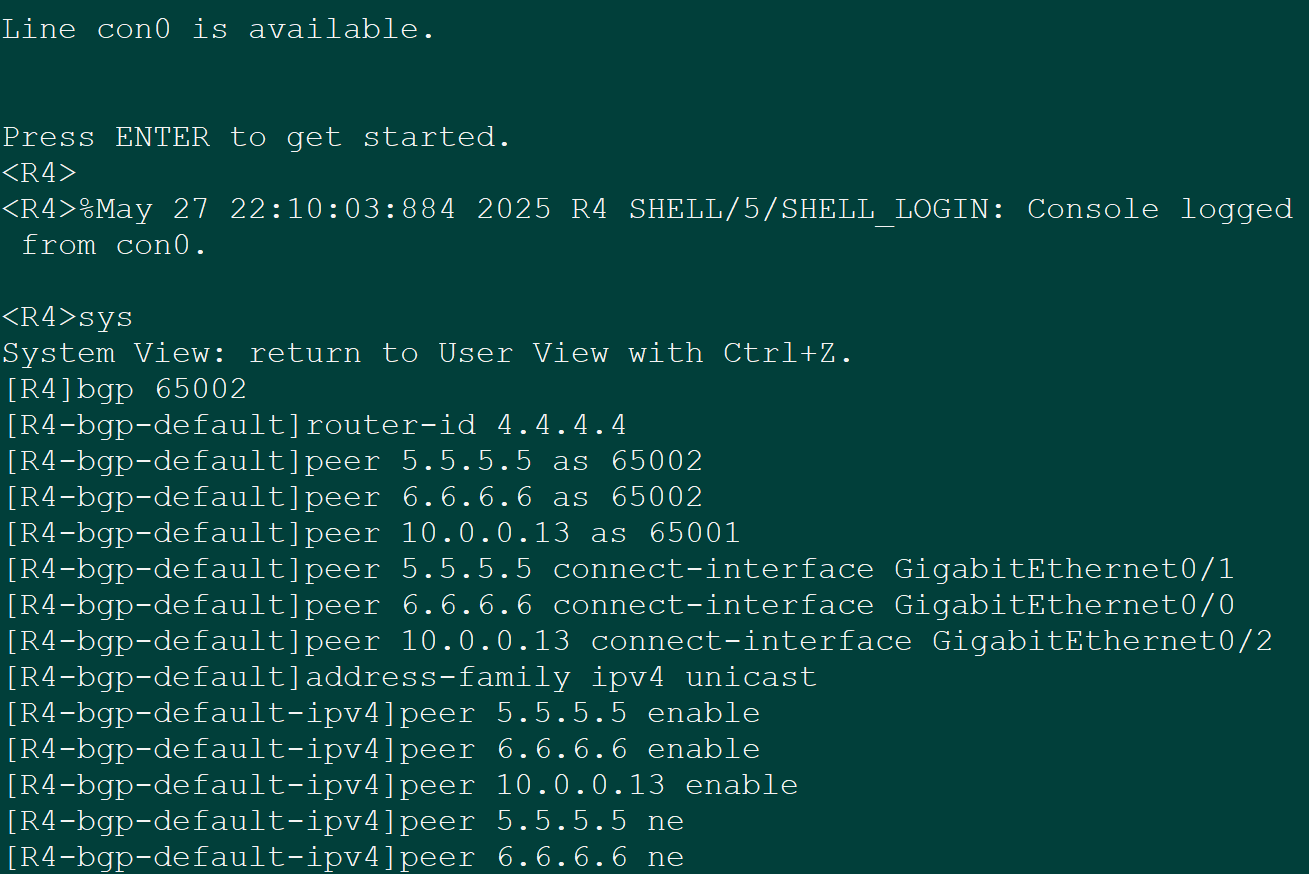 Line con0 is available.
Press ENTER to get started.
<R4>
<R4>%May 27 22:10:03:884 2025 R4 SHELL/5/SHELL_LOGIN: Console logged
 from con0.
<R4>sys
System View: return to User View with Ctrl+Z.
[R4]bgp 65002
[R4-bgp-default]router-id 4.4.4.4
[R4-bgp-default]peer 5.5.5.5 as 65002
[R4-bgp-default]peer 6.6.6.6 as 65002
[R4-bgp-default]peer 10.0.0.13 as 65001
[R4-bgp-default]peer 5.5.5.5 connect-interface GigabitEthernet0/1
[R4-bgp-default]peer 6.6.6.6 connect-interface GigabitEthernet0/0
[R4-bgp-default]peer 10.0.0.13 connect-interface GigabitEthernet0/2
[R4-bgp-default]address-family ipv4 unicast
[R4-bgp-default-ipv4]peer 5.5.5.5 enable
[R4-bgp-default-ipv4]peer 6.6.6.6 enable
[R4-bgp-default-ipv4]peer 10.0.0.13 enable
[R4-bgp-default-ipv4]peer 5.5.5.5 ne
[R4-bgp-default-ipv4]peer 6.6.6.6 ne